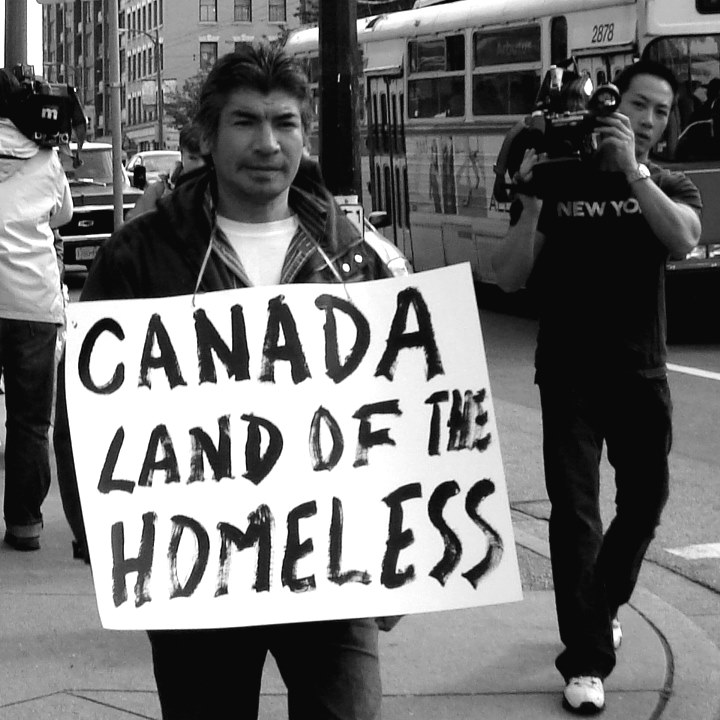 2878
NEW YO
CANADA
LAND OF THE
HOMELESS